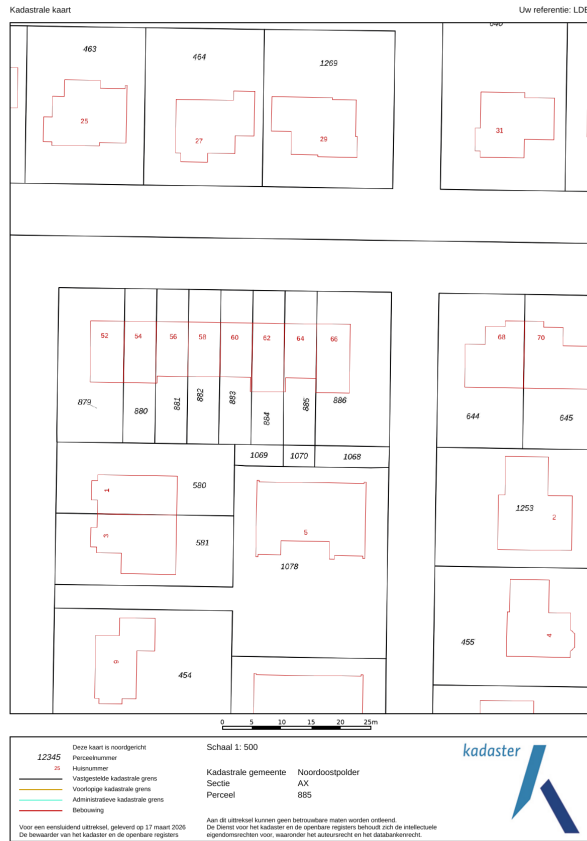 Kadastrale kaart
Uw referentie: LDE
463
464
1269
25
27
29
31
52
54
56
58
60
62
64
66
68
70
879
880
881
882
883
884
885
886
644
645
1069
1070
1068
1
580
5
1253
2
3
581
1078
4
455
454
0 5 10 15 20 25m
Deze kaart is noordgericht
12345 Perceelnummer
25 Huisnummer
Vastgestelde kadastrale grens
Voorlopige kadastrale grens
Administratieve kadastrale grens
Bebouwing
Voor een eensluidend uittreksel, geleverd op 17 maart 2026
De bewaarder van het kadaster en de openbare registers
Schaal 1: 500
Kadastrale gemeente Noordoostpolder
Sectie AX
Perceel 885
Aan dit uittreksel kunnen geen betrouwbare maten worden ontleend.
De Dienst voor het kadaster en de openbare registers behoudt zich de intellectuele
eigendomsrechten voor, waaronder het auteursrecht en het databankenrecht.
kadaster